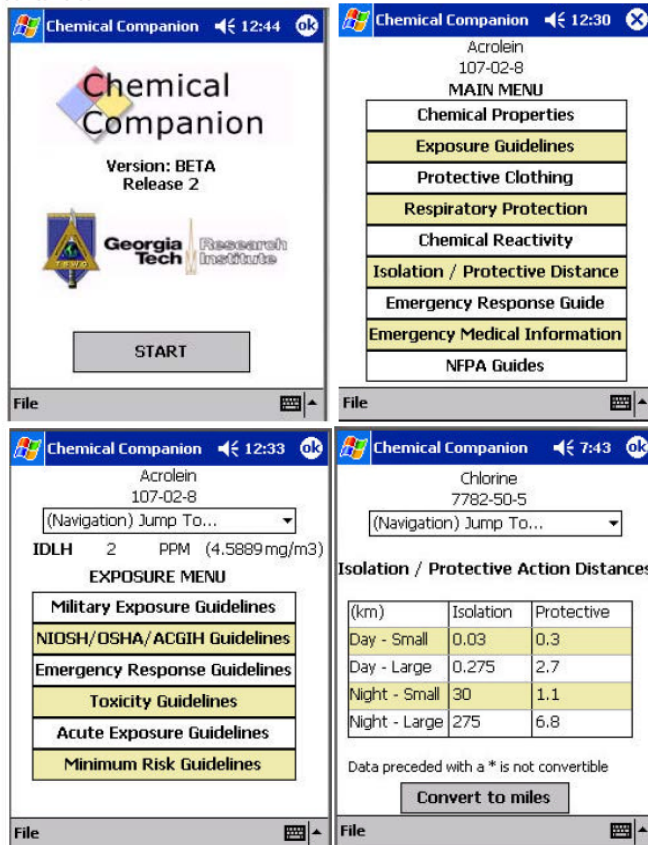 Chemical Companion 12:44 ok
Chemical
Companion
Version: BETA
Release 2
Georgia Research
Tech Institute
START
File
Chemical Companion 12:30
Acrolein
107-02-8
MAIN MENU
Chemical Properties
Exposure Guidelines
Protective Clothing
Respiratory Protection
Chemical Reactivity
Isolation / Protective Distance
Emergency Response Guide
Emergency Medical Information
NFPA Guides
File
Chemical Companion 12:33 ok
Acrolein
107-02-8
(Navigation) Jump To...
IDLH 2 PPM (4.5889mg/m3)
EXPOSURE MENU
Military Exposure Guidelines
NIOSH/OSHA/ACGIH Guidelines
Emergency Response Guidelines
Toxicity Guidelines
Acute Exposure Guidelines
Minimum Risk Guidelines
File
Chemical Companion 7:43 ok
Chlorine
7782-50-5
(Navigation) Jump To...
Isolation / Protective Action Distances
(km) Isolation Protective
Day - Small 0.03 0.3
Day - Large 0.275 2.7
Night - Small 30 1.1
Night - Large 275 6.8
Data preceded with a * is not convertible
Convert to miles
File